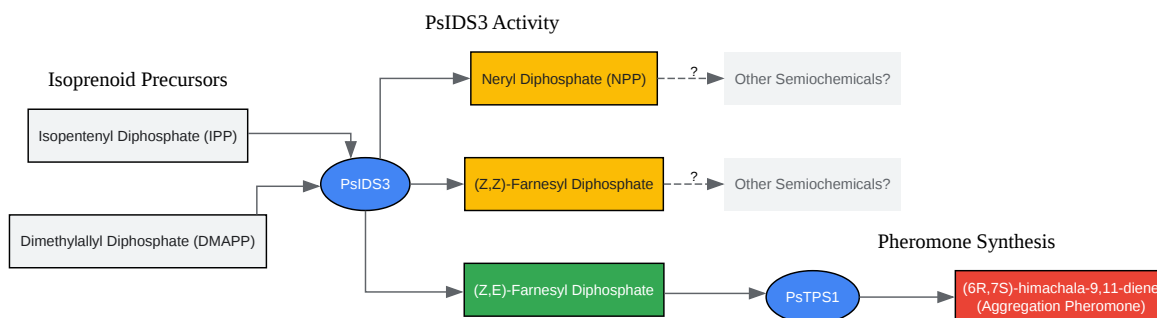 PsIDS3 Activity
Isoprenoid Precursors
Neryl Diphosphate (NPP)
?
Other Semiochemicals?
Isopentenyl Diphosphate (IPP)
PsIDS3
(Z,Z)-Farnesyl Diphosphate
?
Other Semiochemicals?
Dimethylallyl Diphosphate (DMAPP)
Pheromone Synthesis
(Z,E)-Farnesyl Diphosphate
PsTPS1
(6R,7S)-himachala-9,11-diene
(Aggregation Pheromone)